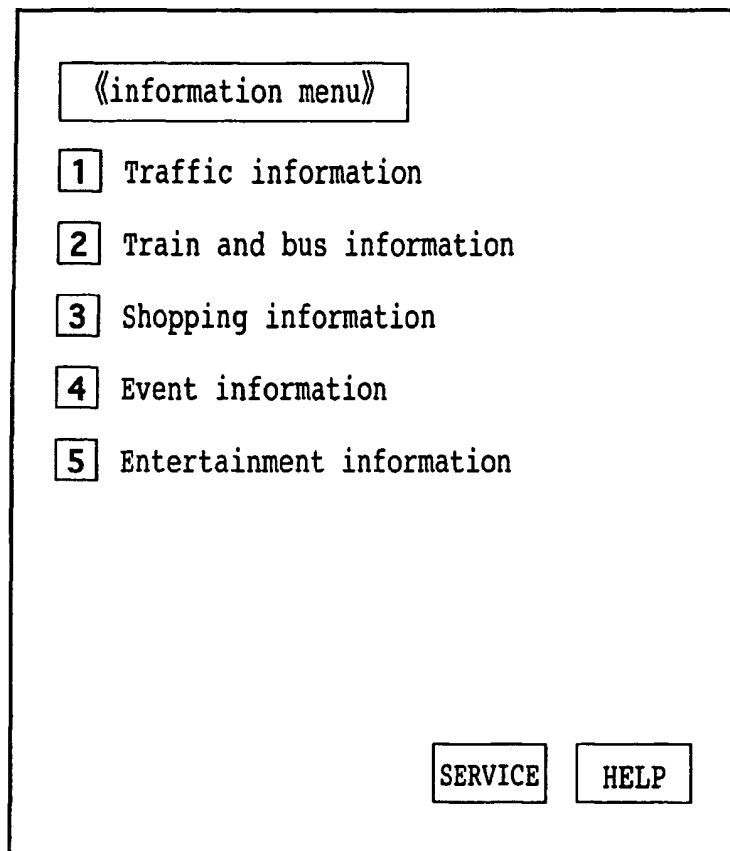 《information menu》
1 Traffic information
2 Train and bus information
3 Shopping information
4 Event information
5 Entertainment information
SERVICE HELP